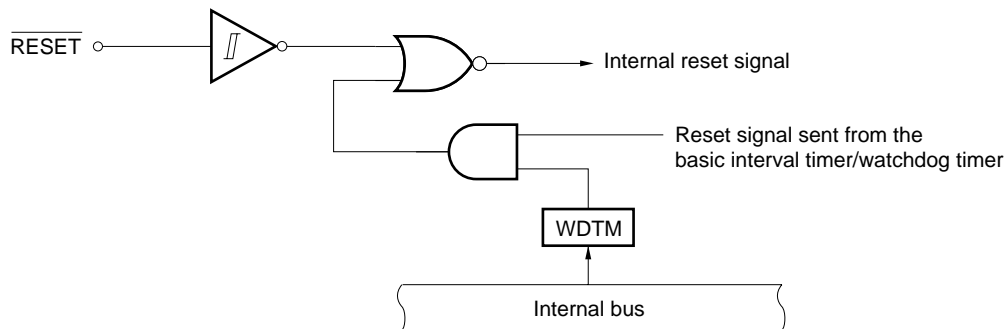 RESET
Internal reset signal
Reset signal sent from the
basic interval timer/watchdog timer
WDTM
Internal bus